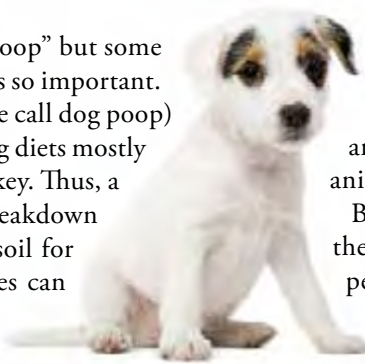 oop” but some
s so important.
e call dog poop)
g diets mostly
key. Thus, a
eakdown
soil for
es can
ani
B
the
pe